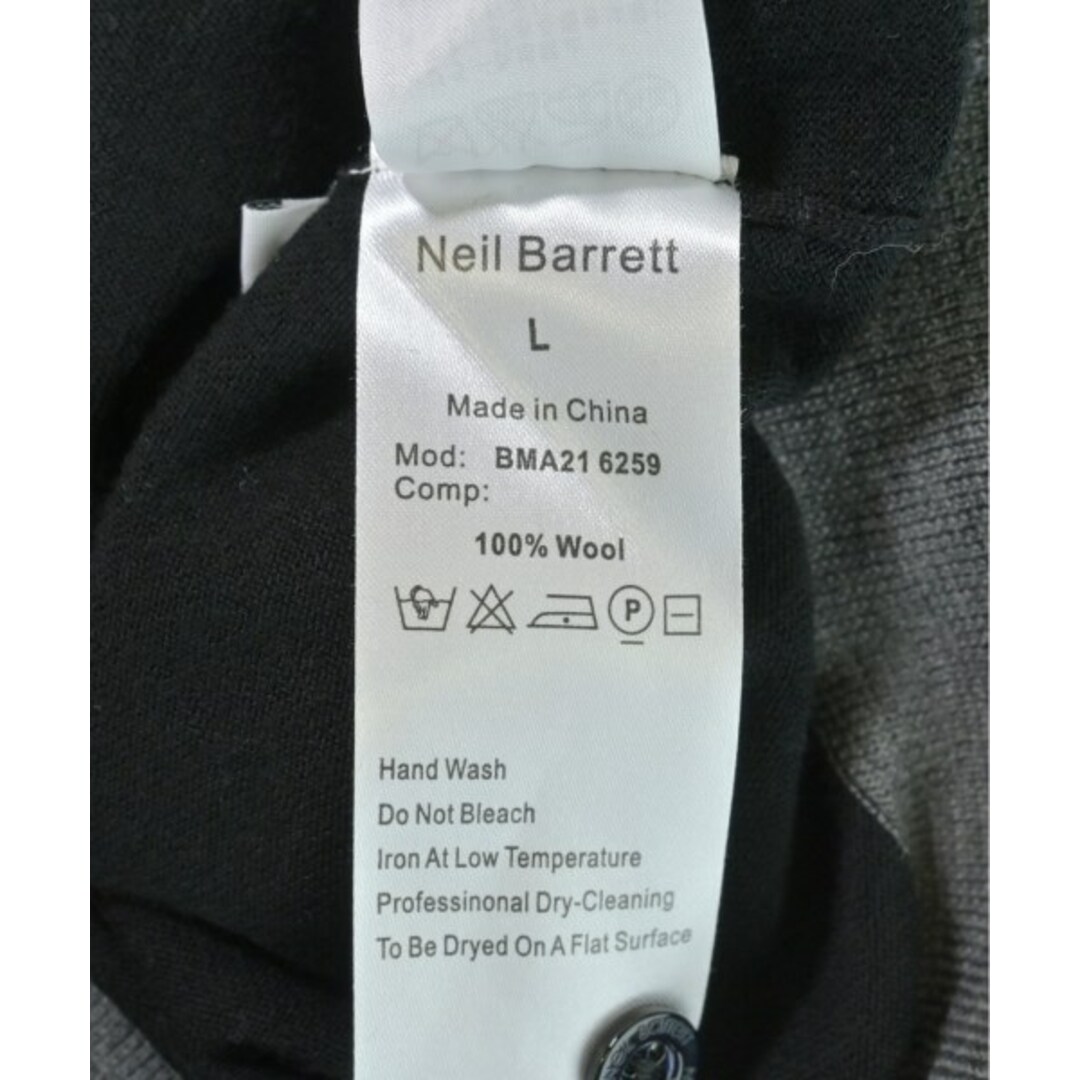 Neil Barrett
L
Made in China
Mod: BMA21 6259
Comp:
100% Wool
P
Hand Wash
Do Not Bleach
Iron At Low Temperature
Professinonal Dry-Cleaning
To Be Dryed On A Flat Surface